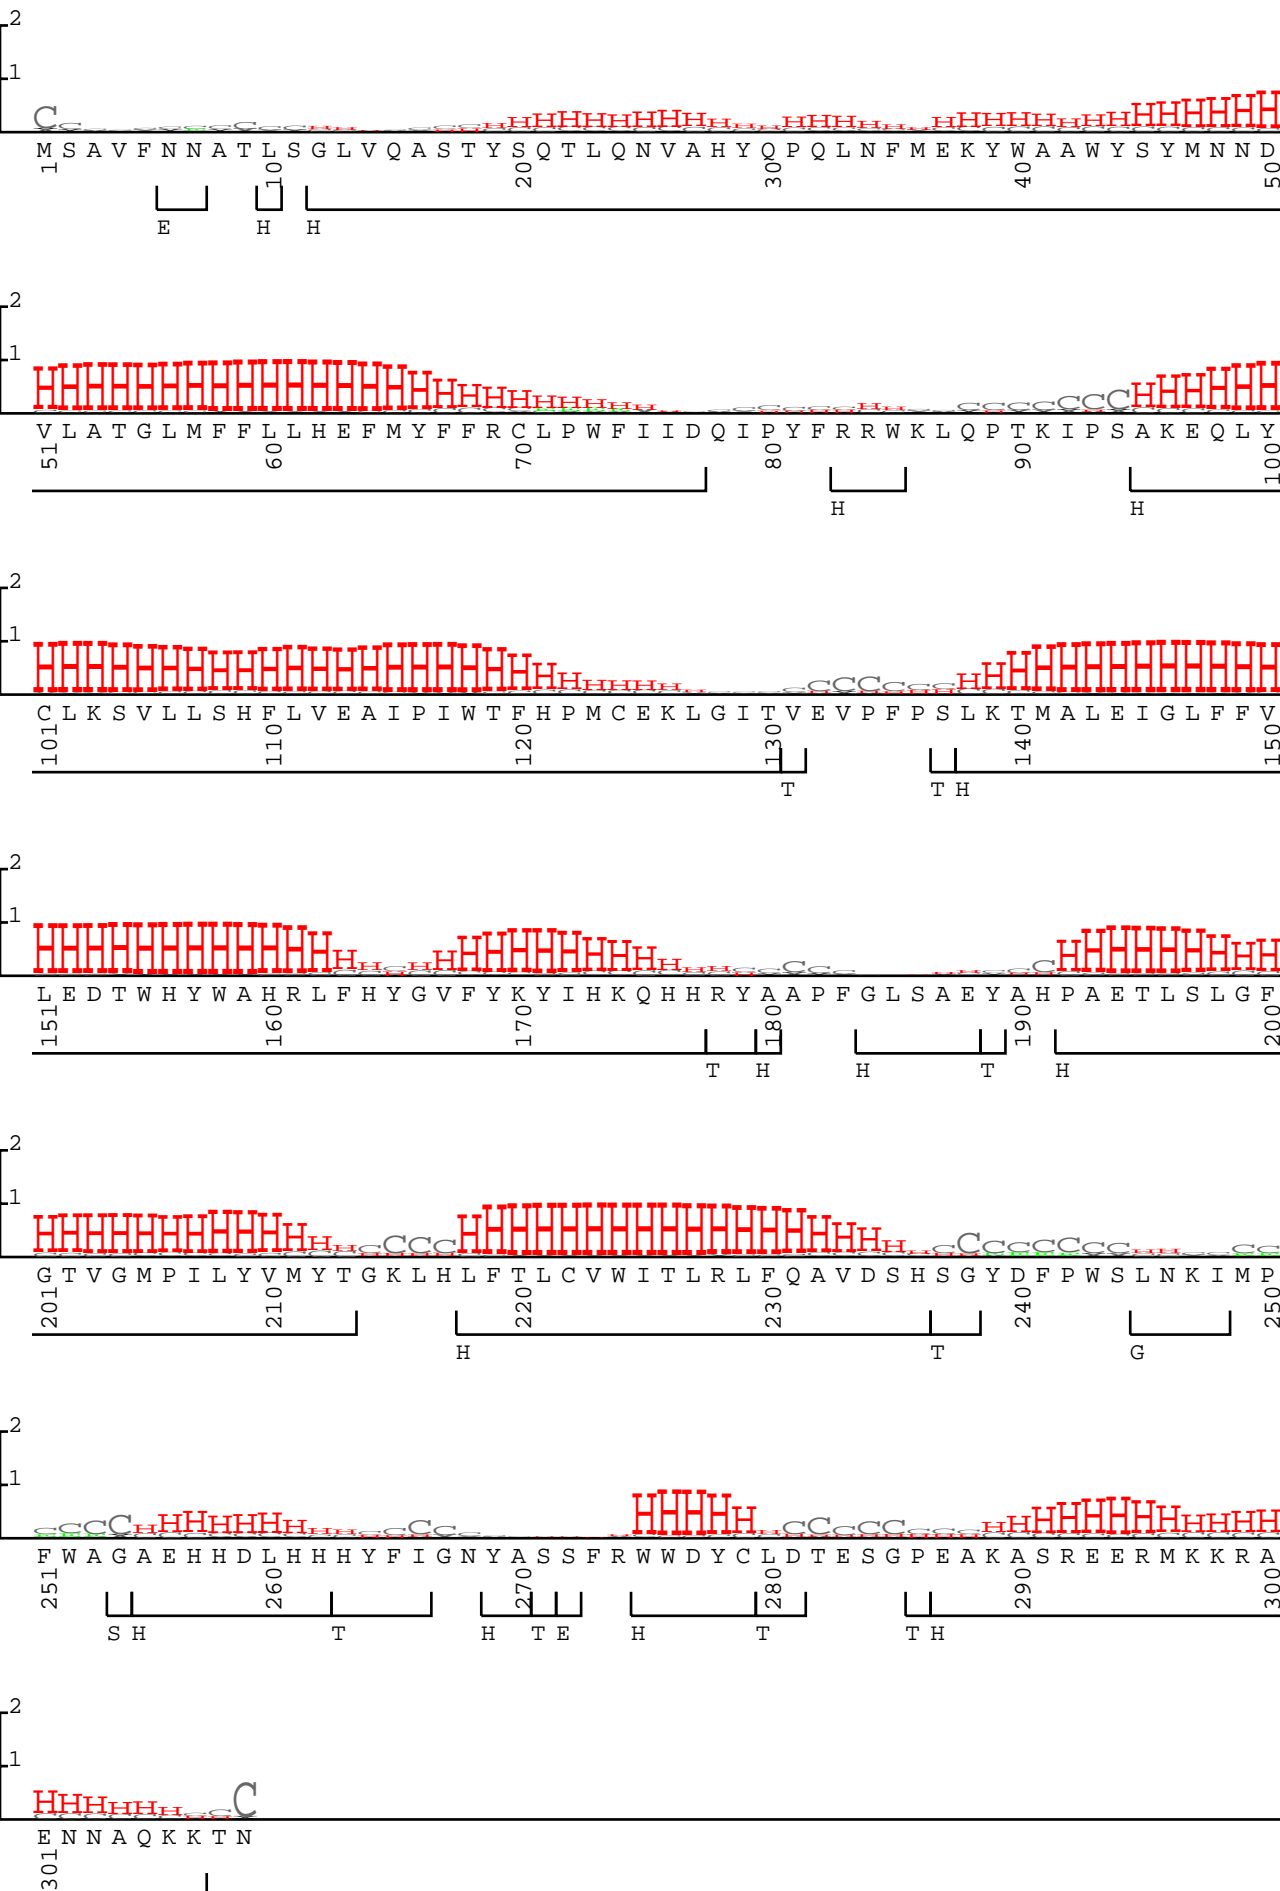 2
1
M S A V F N N A T L S G L V Q A S T Y S Q T L Q N V A H Y Q P Q L N F M E K Y W A A W Y S Y M N N D
1 10 20 30 40 50
E H H
2
1
V L A T G L M F F L L H E F M Y F F R C L P W F I I D Q I P Y F R R W K L Q P T K I P S A K E Q L Y
51 60 70 80 90 100
H H
2
1
C L K S V L L S H F L V E A I P I W T F H P M C E K L G I T V E V P F P S L K T M A L E I G L F F V
101 110 120 130 140 150
T T H
2
1
L E D T W H Y W A H R L F H Y G V F Y K Y I H K Q H H R Y A A P F G L S A E Y A H P A E T L S L G F
151 160 170 180 190 200
T H H T H
2
1
G T V G M P I L Y V M Y T G K L H L F T L C V W I T L R L F Q A V D S H S G Y D F P W S L N K I M P
201 210 220 230 240 250
H T G
2
1
F W A G A E H H D L H H H Y F I G N Y A S S F R W W D Y C L D T E S G P E A K A S R E E R M K K R A
251 260 270 280 290 300
S H T H T E H T T H
2
1
E N N A Q K K T N
301